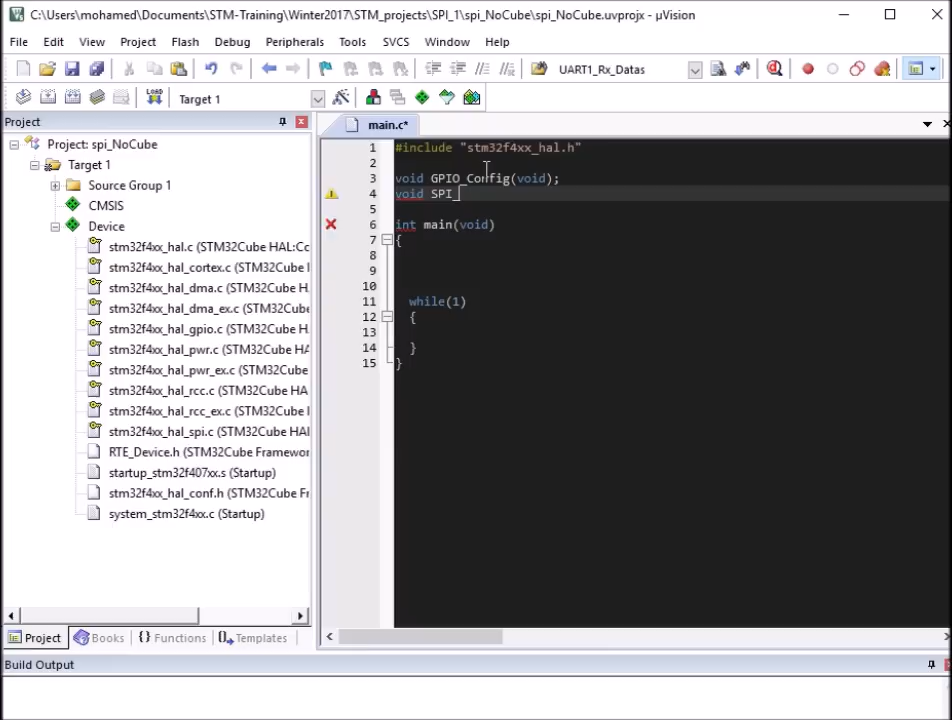 C:\Users\mohamed\Documents\STM-Training\Winter2017\STM_projects\SPI_1\spi_NoCube\spi_NoCube.uvprojx - µVision
File Edit View Project Flash Debug Peripherals Tools SVCS Window Help
UART1_Rx_Datas
LOAD Target 1
Project
Project: spi_NoCube
Target 1
Source Group 1
CMSIS
Device
stm32f4xx_hal.c (STM32Cube HAL:Co
stm32f4xx_hal_cortex.c (STM32Cube
stm32f4xx_hal_dma.c (STM32Cube H
stm32f4xx_hal_dma_ex.c (STM32Cube
stm32f4xx_hal_gpio.c (STM32Cube H
stm32f4xx_hal_pwr.c (STM32Cube H
stm32f4xx_hal_pwr_ex.c (STM32Cube
stm32f4xx_hal_rcc.c (STM32Cube HA
stm32f4xx_hal_rcc_ex.c (STM32Cube
stm32f4xx_hal_spi.c (STM32Cube HAI
RTE_Device.h (STM32Cube Framewor
startup_stm32f407xx.s (Startup)
stm32f4xx_hal_conf.h (STM32Cube Fr
system_stm32f4xx.c (Startup)
Project Books Functions Templates
main.c*
1 #include "stm32f4xx_hal.h"
2
3 void GPIO_Config(void);
4 void SPI_
5
6 int main(void)
7 {
8
9
10
11 while(1)
12 {
13
14 }
15 }
Build Output